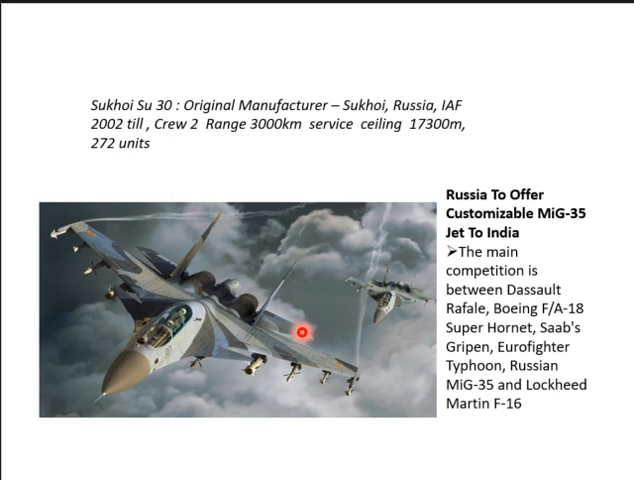 Sukhoi Su 30 : Original Manufacturer – Sukhoi, Russia, IAF
2002 till , Crew 2  Range 3000km  service  ceiling  17300m,
272 units
Russia To Offer
Customizable MiG-35
Jet To India
➢The main
competition is
between Dassault
Rafale, Boeing F/A-18
Super Hornet, Saab's
Gripen, Eurofighter
Typhoon, Russian
MiG-35 and Lockheed
Martin F-16